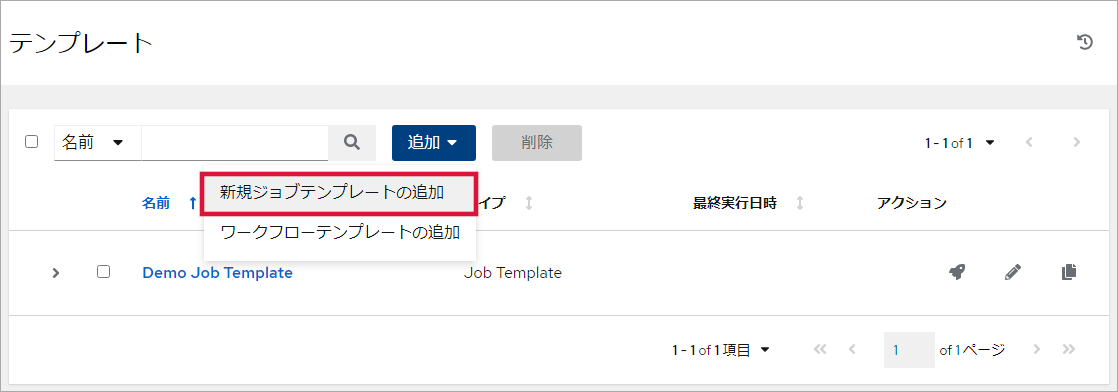 テンプレート
名前 追加 削除 1 - 1 of 1
新規ジョブテンプレートの追加
名前 イプ 最終実行日時 アクション
ワークフローテンプレートの追加
Demo Job Template Job Template
1 - 1 of 1 項目 1 of 1 ページ